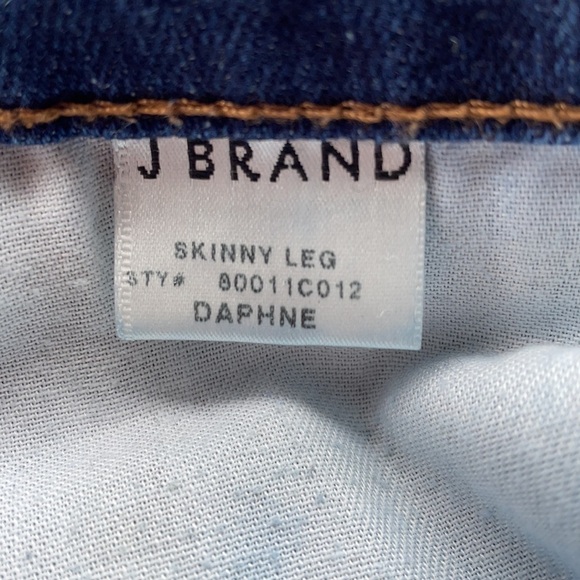 J BRAND
SKINNY LEG
STY# 80011C012
DAPHNE